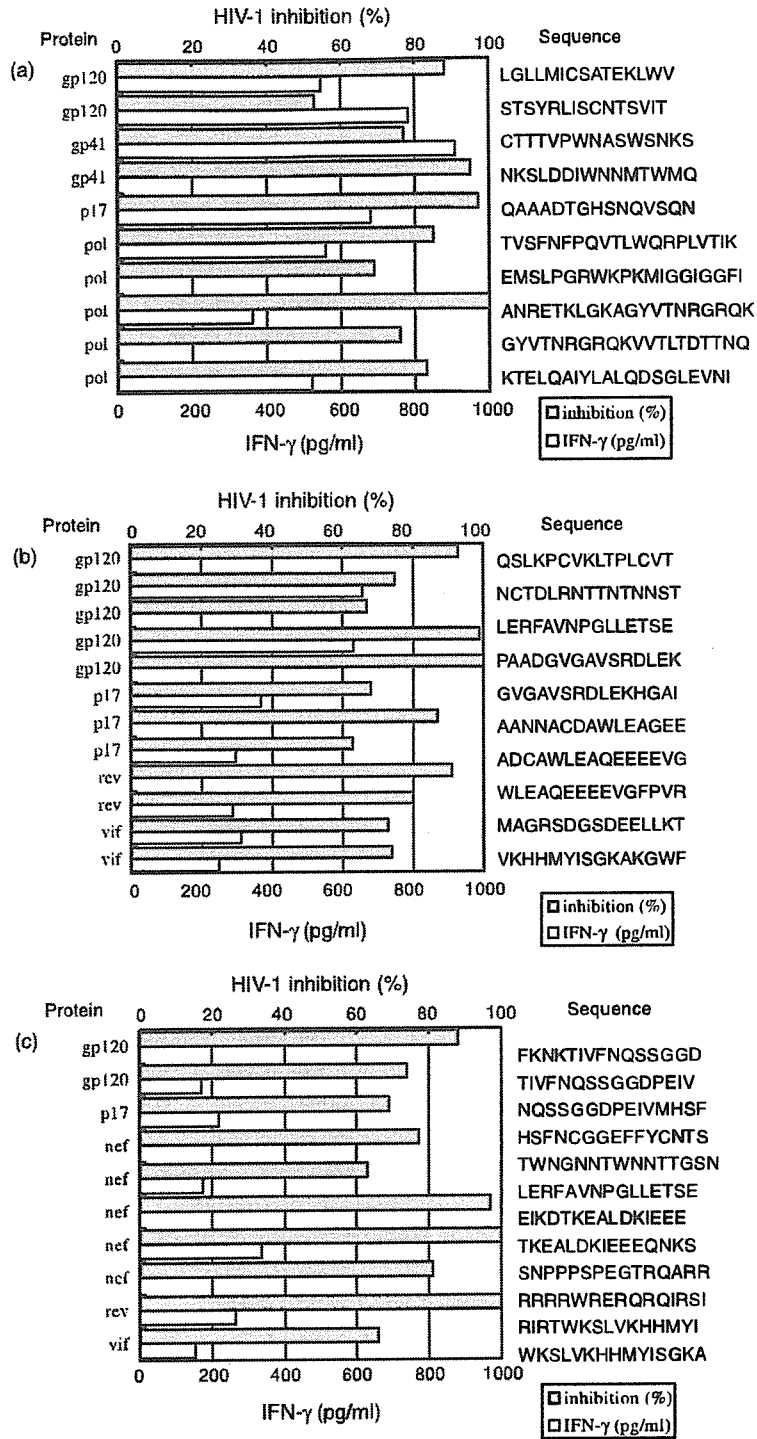 HIV-1 inhibition (%)
Protein 0 20 40 60 80 100 Sequence
(a)
gp120 LGLLMICSATEKLWV
gp120 STSYRLISCNTSVIT
gp41 CTTTVPWNASWSNKS
gp41 NKSLDDIWNNMTWMQ
p17 QAAADTGHSNQVSQN
pol TVSFNFPQVTLWQRPLVTIK
pol EMSLPGRWKPKMIGGIGGFI
pol ANRETKLGKAGYVTNRGRQK
pol GYVTNRGRQKVVTLTDTTNQ
pol KTELQAIYLALQDSGLEVNI
0 200 400 600 800 1000
IFN-γ (pg/ml)
inhibition (%)
IFN-γ (pg/ml)
HIV-1 inhibition (%)
Protein 0 20 40 60 80 100 Sequence
(b)
gp120 QSLKPCVKLTPLCVT
gp120 NCTDLRNTTNTNNST
gp120 LERFAVNPGLLETSE
gp120 PAADGVGAVSRDLEK
gp120 GVGAVSRDLEKHGAI
p17 AANNACDAWLEAGEE
p17 ADCAWLEAQEEEEVG
p17 WLEAQEEEEVGFPVR
rev MAGRSDGSDEELLKT
rev VKHHMYISGKAKGWF
vif
vif
0 200 400 600 800 1000
IFN-γ (pg/ml)
inhibition (%)
IFN-γ (pg/ml)
HIV-1 inhibition (%)
Protein 0 20 40 60 80 100 Sequence
(c)
gp120 FKNKTIVFNQSSGGD
gp120 TIVFNQSSGGDPEIV
p17 NQSSGGDPEIVMHSF
nef HSFNCGGEFFYCNTS
nef TWNGNNTWNNTTGSN
nef LERFAVNPGLLETSE
nef EIKDTKEALDKIEEE
nef TKEALDKIEEEQNKS
rev SNPPPSPEGTRQARR
vif RRRRWRERQRQIRSI
RIRTWKSLVKHHMYI
WKSLVKHHMYISGKA
0 200 400 600 800 1000
IFN-γ (pg/ml)
inhibition (%)
IFN-γ (pg/ml)